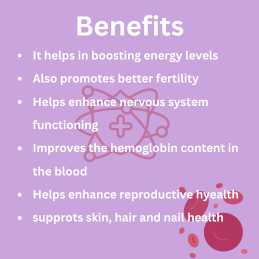 Benefits
• It helps in boosting energy levels
• Also promotes better fertility
• Helps enhance nervous system
functioning
• Improves the hemoglobin content in
the blood
• Helps enhance reproductive hyealth
• supprots skin, hair and nail health